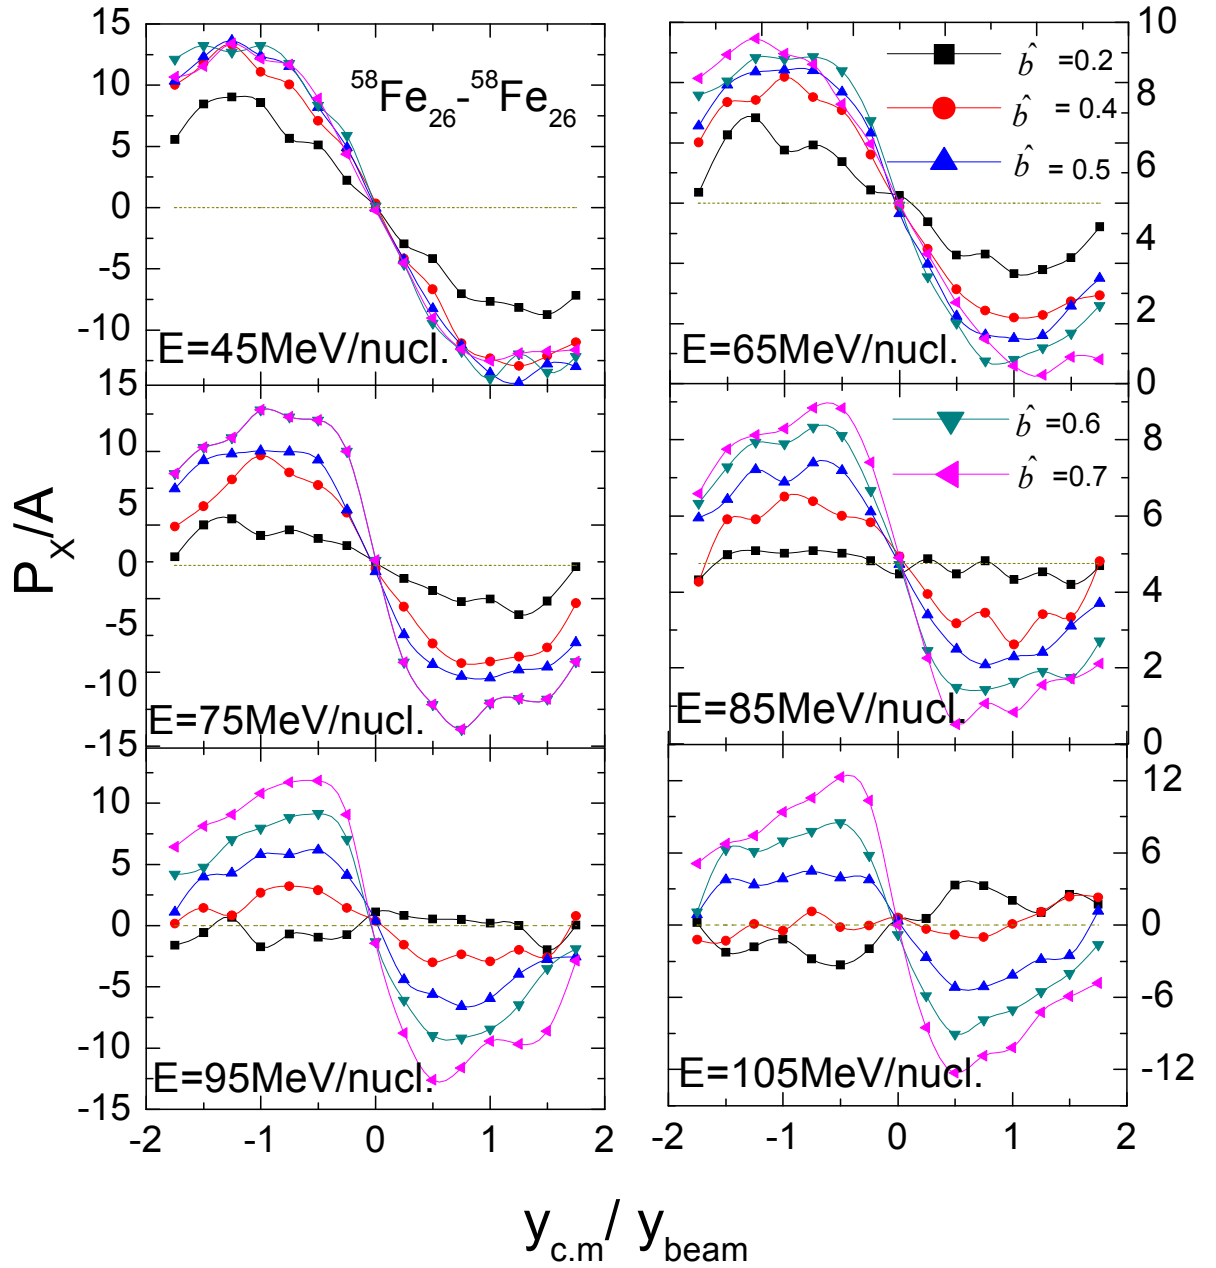 15
10
5
0
-5
-10
58Fe26-58Fe26
E=45MeV/nucl.
10
8
6
4
2
0
b̂ =0.2
b̂ = 0.4
b̂ = 0.5
E=65MeV/nucl.
15
10
5
0
-5
-10
-15
E=75MeV/nucl.
8
6
4
2
0
b̂ =0.6
b̂ =0.7
E=85MeV/nucl.
10
5
0
-5
-10
-15
E=95MeV/nucl.
12
6
0
-6
-12
E=105MeV/nucl.
-2 -1 0 1 2
-2 -1 0 1 2
PX/A
yc.m/ ybeam